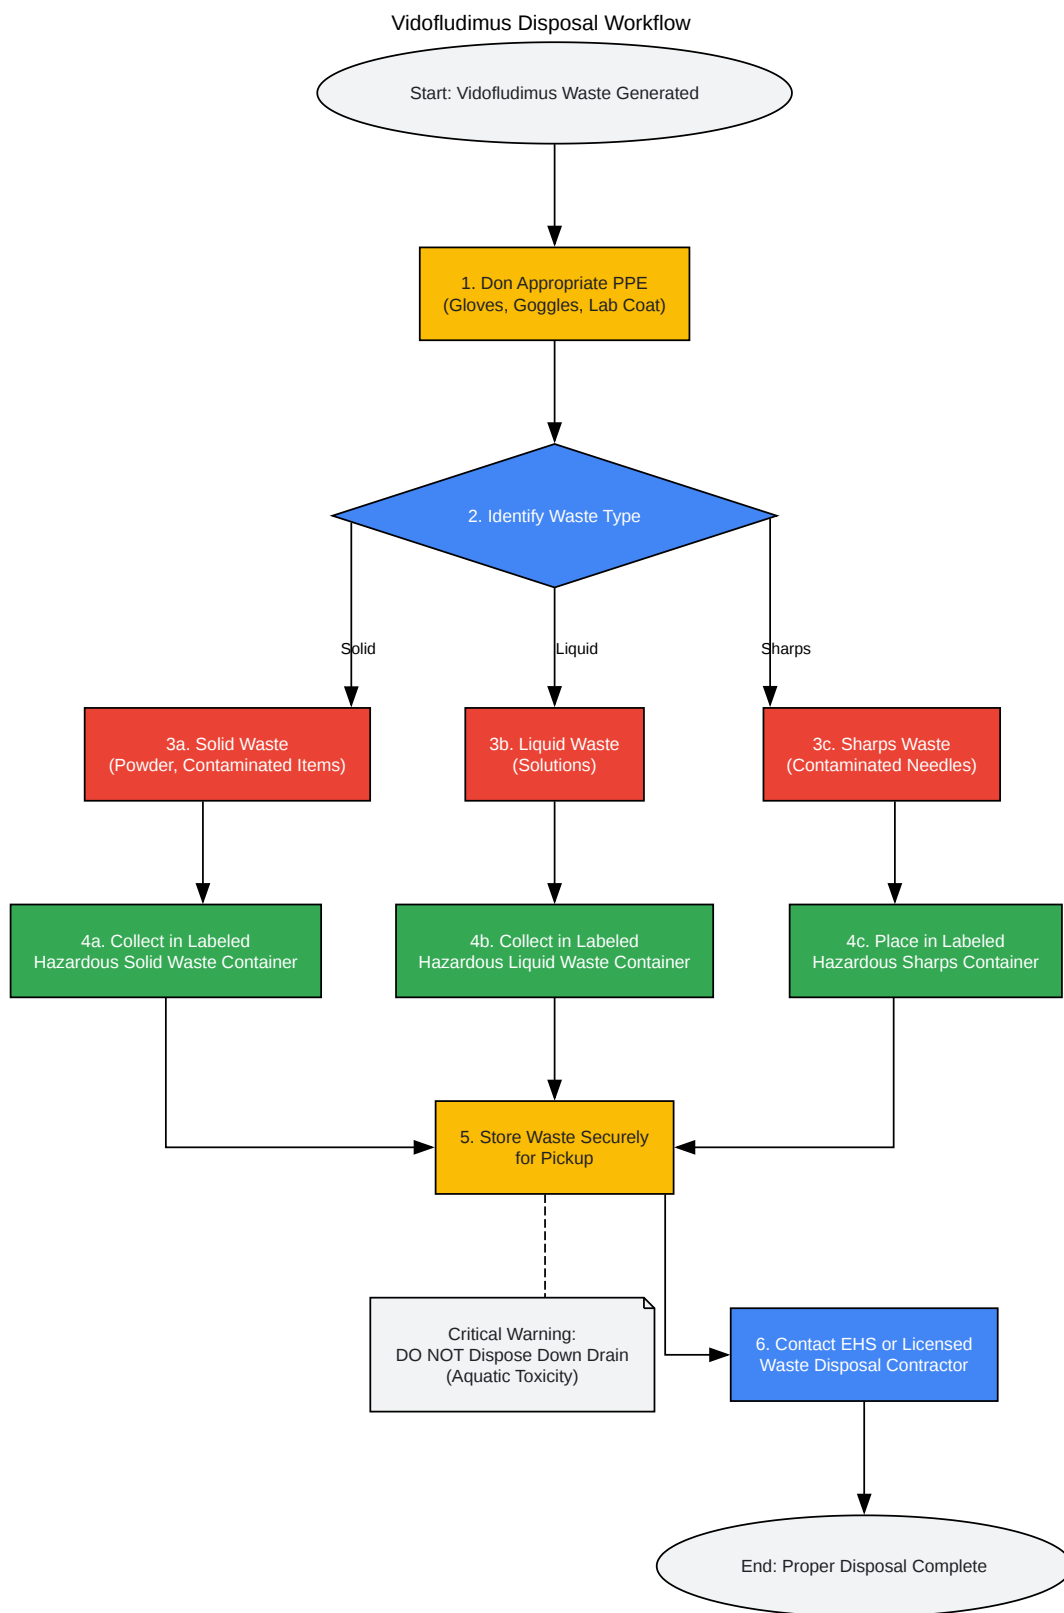 Vidofludimus Disposal Workflow
Start: Vidofludimus Waste Generated
1. Don Appropriate PPE
(Gloves, Goggles, Lab Coat)
2. Identify Waste Type
Solid
Liquid
Sharps
3a. Solid Waste
(Powder, Contaminated Items)
3b. Liquid Waste
(Solutions)
3c. Sharps Waste
(Contaminated Needles)
4a. Collect in Labeled
Hazardous Solid Waste Container
4b. Collect in Labeled
Hazardous Liquid Waste Container
4c. Place in Labeled
Hazardous Sharps Container
5. Store Waste Securely
for Pickup
Critical Warning:
DO NOT Dispose Down Drain
(Aquatic Toxicity)
6. Contact EHS or Licensed
Waste Disposal Contractor
End: Proper Disposal Complete